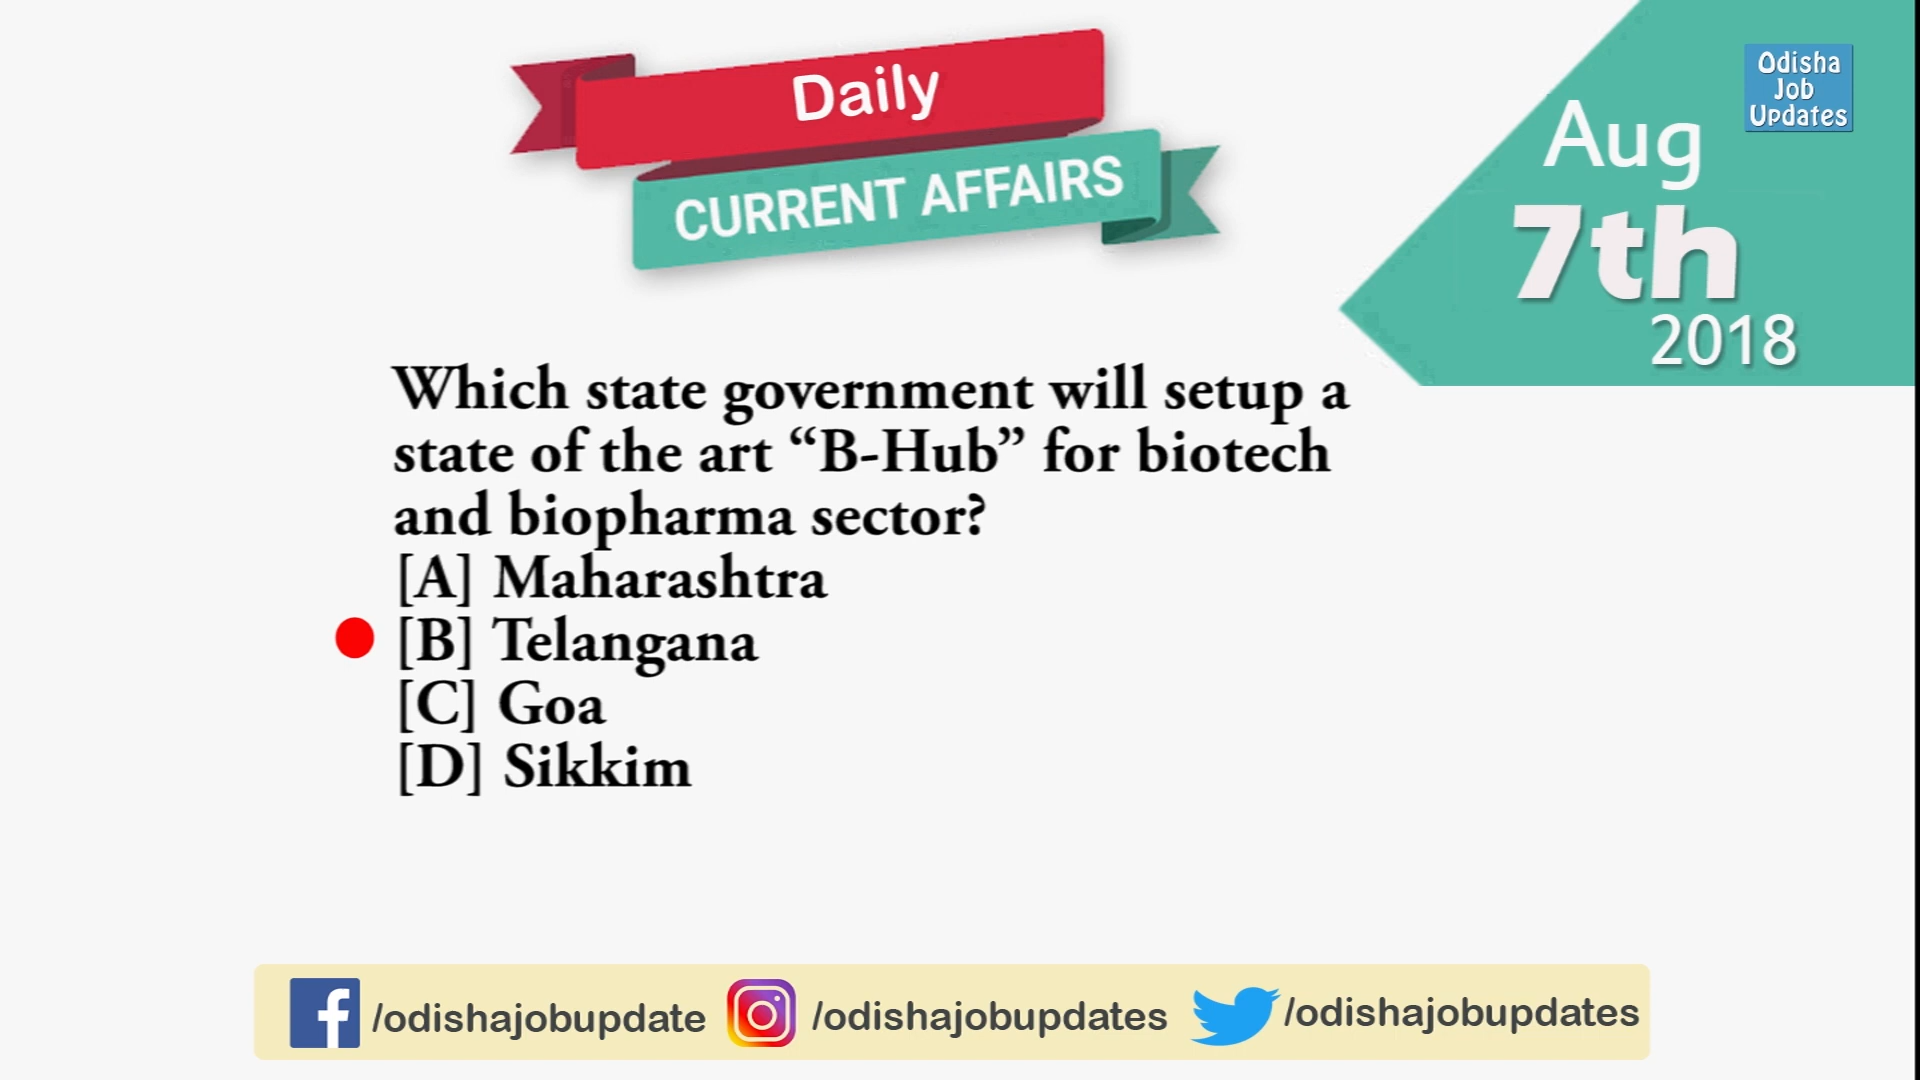 Daily
CURRENT AFFAIRS
Odisha
Job
Updates
Aug
7th
2018
Which state government will setup a
state of the art “B-Hub” for biotech
and biopharma sector?
[A] Maharashtra
[B] Telangana
[C] Goa
[D] Sikkim
/odishajobupdate /odishajobupdates /odishajobupdates